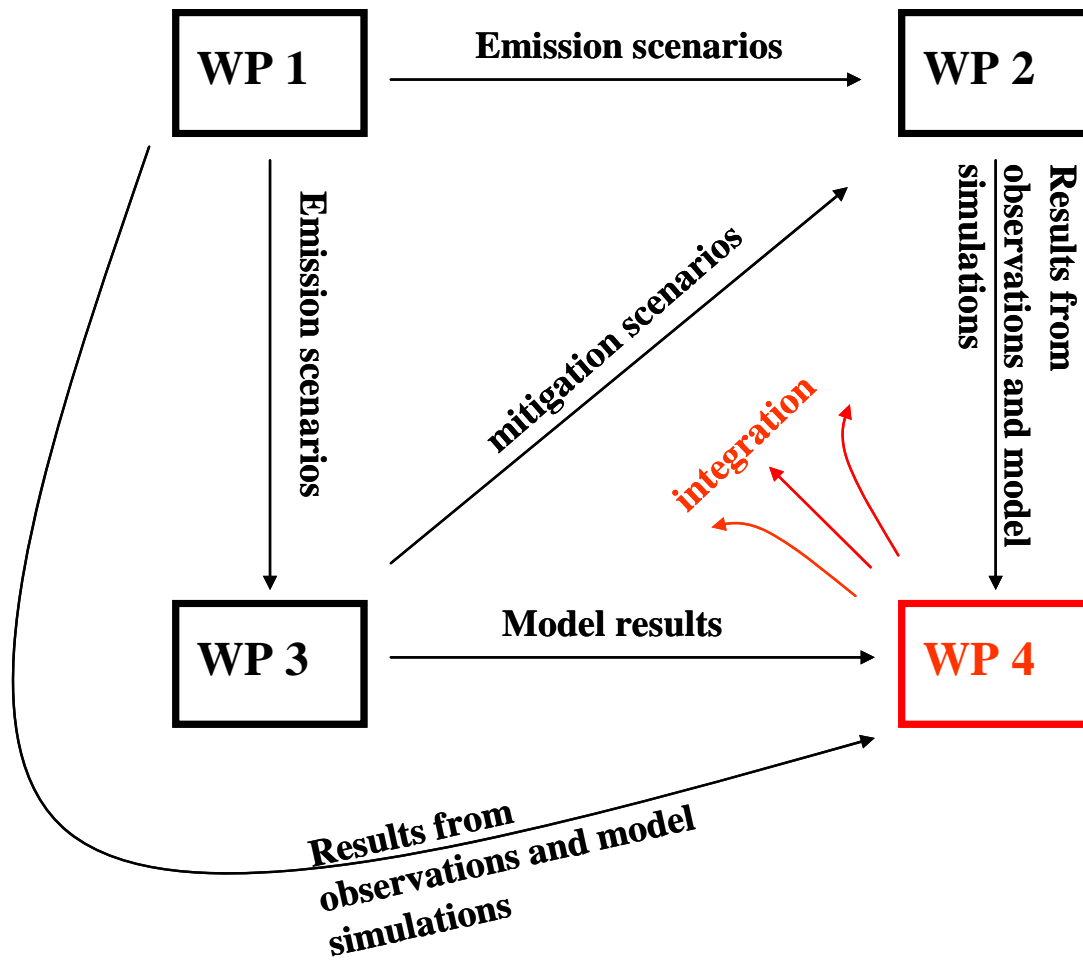 WP 1
Emission scenarios
WP 2
Emission scenarios
Results from
observations and model
simulations
mitigation scenarios
integration
WP 3
Model results
WP 4
Results from
observations and model
simulations